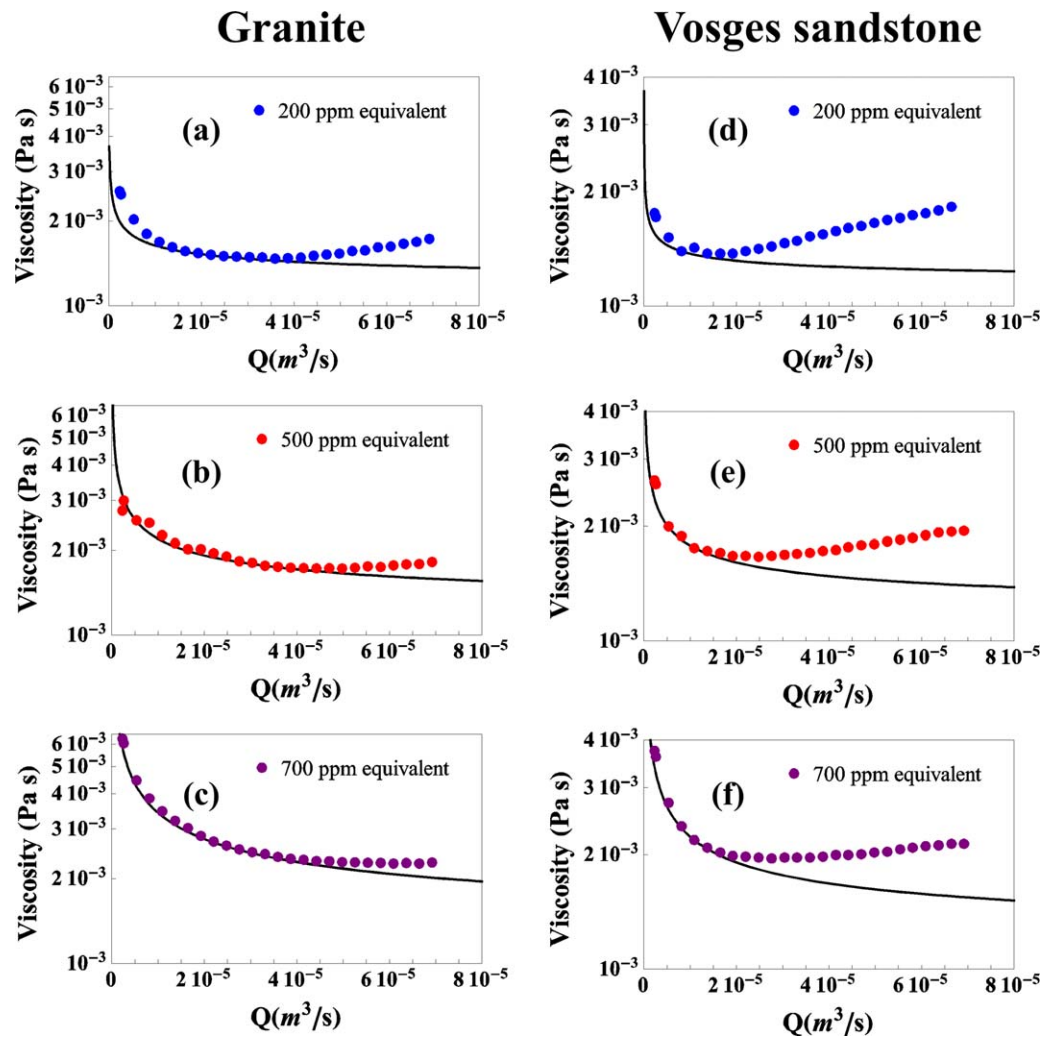 Granite
Vosges sandstone
Viscosity (Pa s)
6 10⁻³
5 10⁻³
4 10⁻³
3 10⁻³
2 10⁻³
10⁻³
(a)
200 ppm equivalent
0
2 10⁻⁵
4 10⁻⁵
6 10⁻⁵
8 10⁻⁵
Q(m³/s)
Viscosity (Pa s)
4 10⁻³
3 10⁻³
2 10⁻³
10⁻³
(d)
200 ppm equivalent
0
2 10⁻⁵
4 10⁻⁵
6 10⁻⁵
8 10⁻⁵
Q(m³/s)
Viscosity (Pa s)
6 10⁻³
5 10⁻³
4 10⁻³
3 10⁻³
2 10⁻³
10⁻³
(b)
500 ppm equivalent
0
2 10⁻⁵
4 10⁻⁵
6 10⁻⁵
8 10⁻⁵
Q(m³/s)
Viscosity (Pa s)
4 10⁻³
3 10⁻³
2 10⁻³
10⁻³
(e)
500 ppm equivalent
0
2 10⁻⁵
4 10⁻⁵
6 10⁻⁵
8 10⁻⁵
Q(m³/s)
Viscosity (Pa s)
6 10⁻³
5 10⁻³
4 10⁻³
3 10⁻³
2 10⁻³
10⁻³
(c)
700 ppm equivalent
0
2 10⁻⁵
4 10⁻⁵
6 10⁻⁵
8 10⁻⁵
Q(m³/s)
Viscosity (Pa s)
4 10⁻³
3 10⁻³
2 10⁻³
10⁻³
(f)
700 ppm equivalent
0
2 10⁻⁵
4 10⁻⁵
6 10⁻⁵
8 10⁻⁵
Q(m³/s)